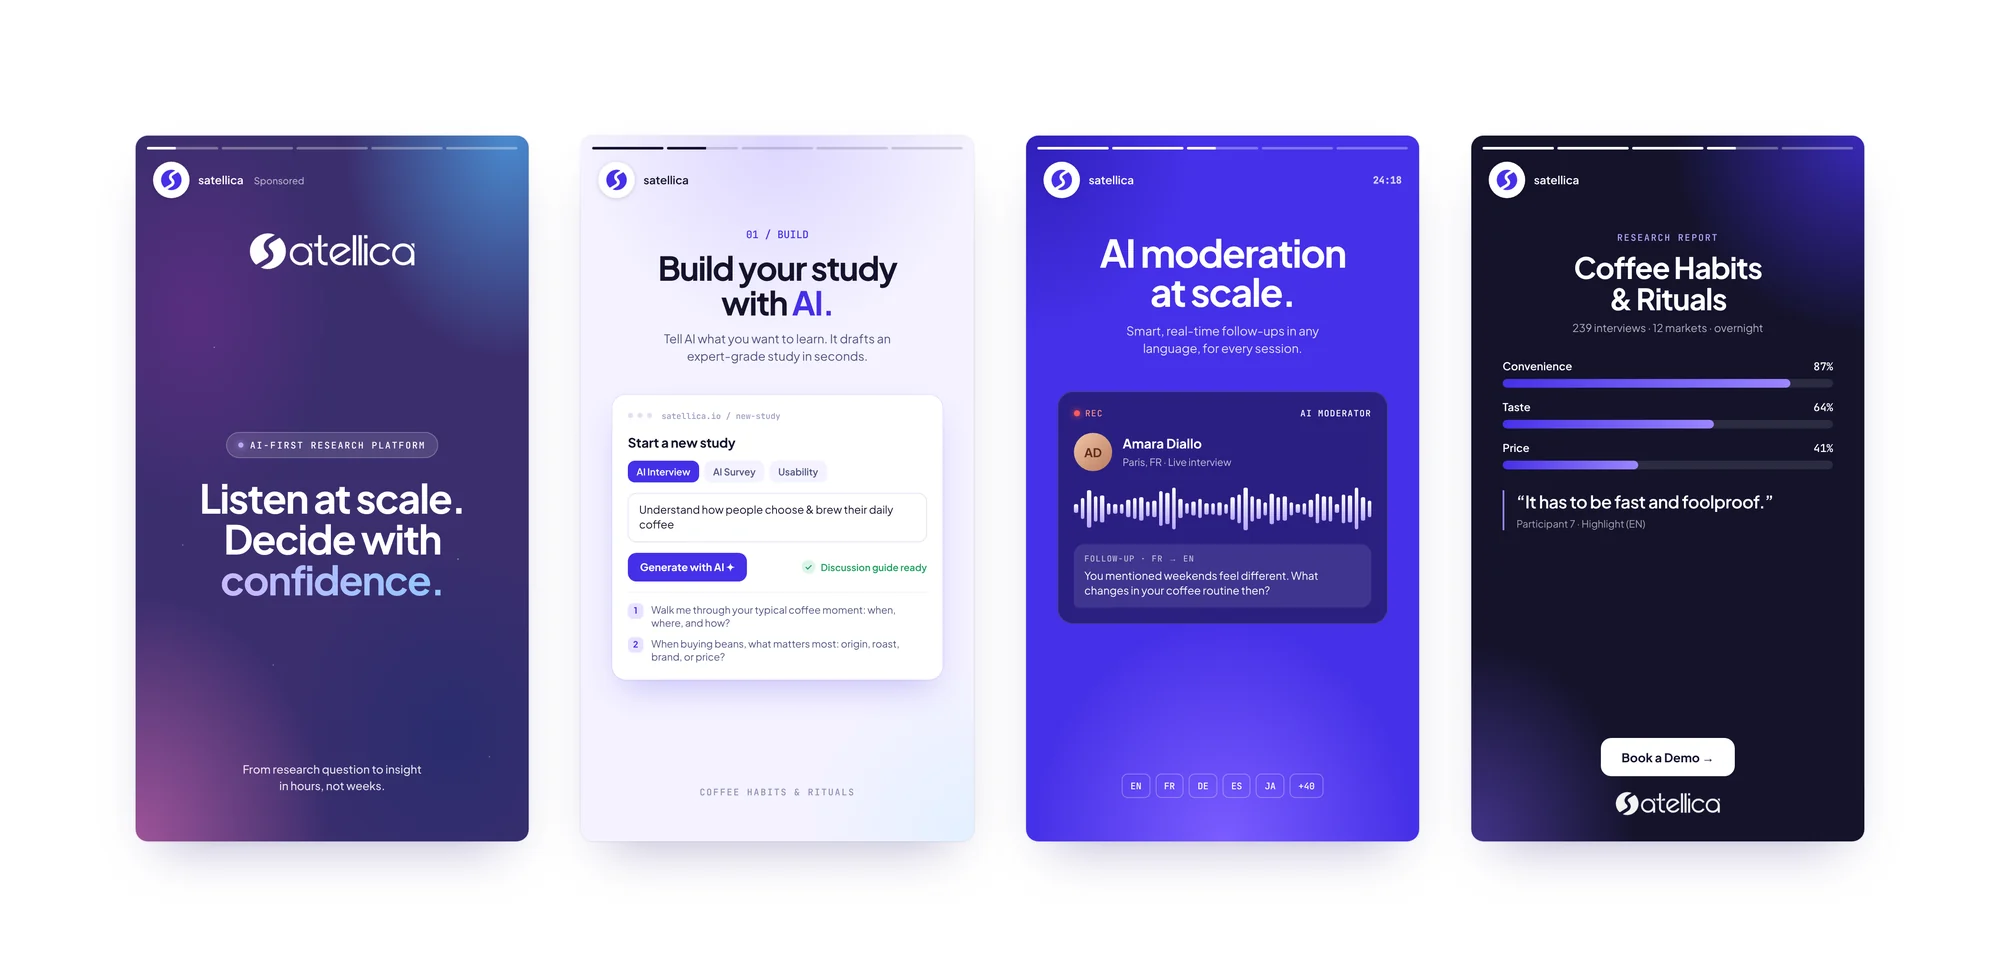 satellica Sponsored
Satellica
AI-FIRST RESEARCH PLATFORM
Listen at scale.
Decide with
confidence.
From research question to insight
in hours, not weeks.
satellica
01 / BUILD
Build your study
with AI.
Tell AI what you want to learn. It drafts an
expert-grade study in seconds.
satellica.io / new-study
Start a new study
AI Interview AI Survey Usability
Understand how people choose & brew their daily
coffee
Generate with AI ✦ Discussion guide ready
1 Walk me through your typical coffee moment: when,
where, and how?
2 When buying beans, what matters most: origin, roast,
brand, or price?
COFFEE HABITS & RITUALS
satellica 24:18
AI moderation
at scale.
Smart, real-time follow-ups in any
language, for every session.
REC AI MODERATOR
AD Amara Diallo
Paris, FR · Live interview
FOLLOW-UP · FR → EN
You mentioned weekends feel different. What
changes in your coffee routine then?
EN FR DE ES JA +40
satellica
RESEARCH REPORT
Coffee Habits
& Rituals
239 interviews · 12 markets · overnight
Convenience 87%
Taste 64%
Price 41%
“It has to be fast and foolproof.”
Participant 7 · Highlight (EN)
Book a Demo →
Satellica